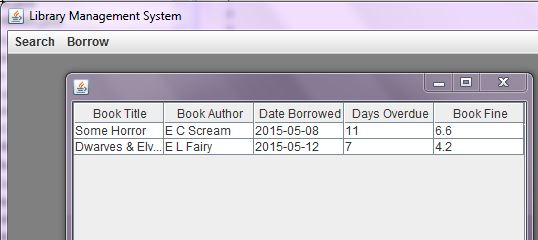 Library Management System
Search Borrow
Book Title Book Author Date Borrowed Days Overdue Book Fine
Some Horror E C Scream 2015-05-08 11 6.6
Dwarves & Elv... E L Fairy 2015-05-12 7 4.2